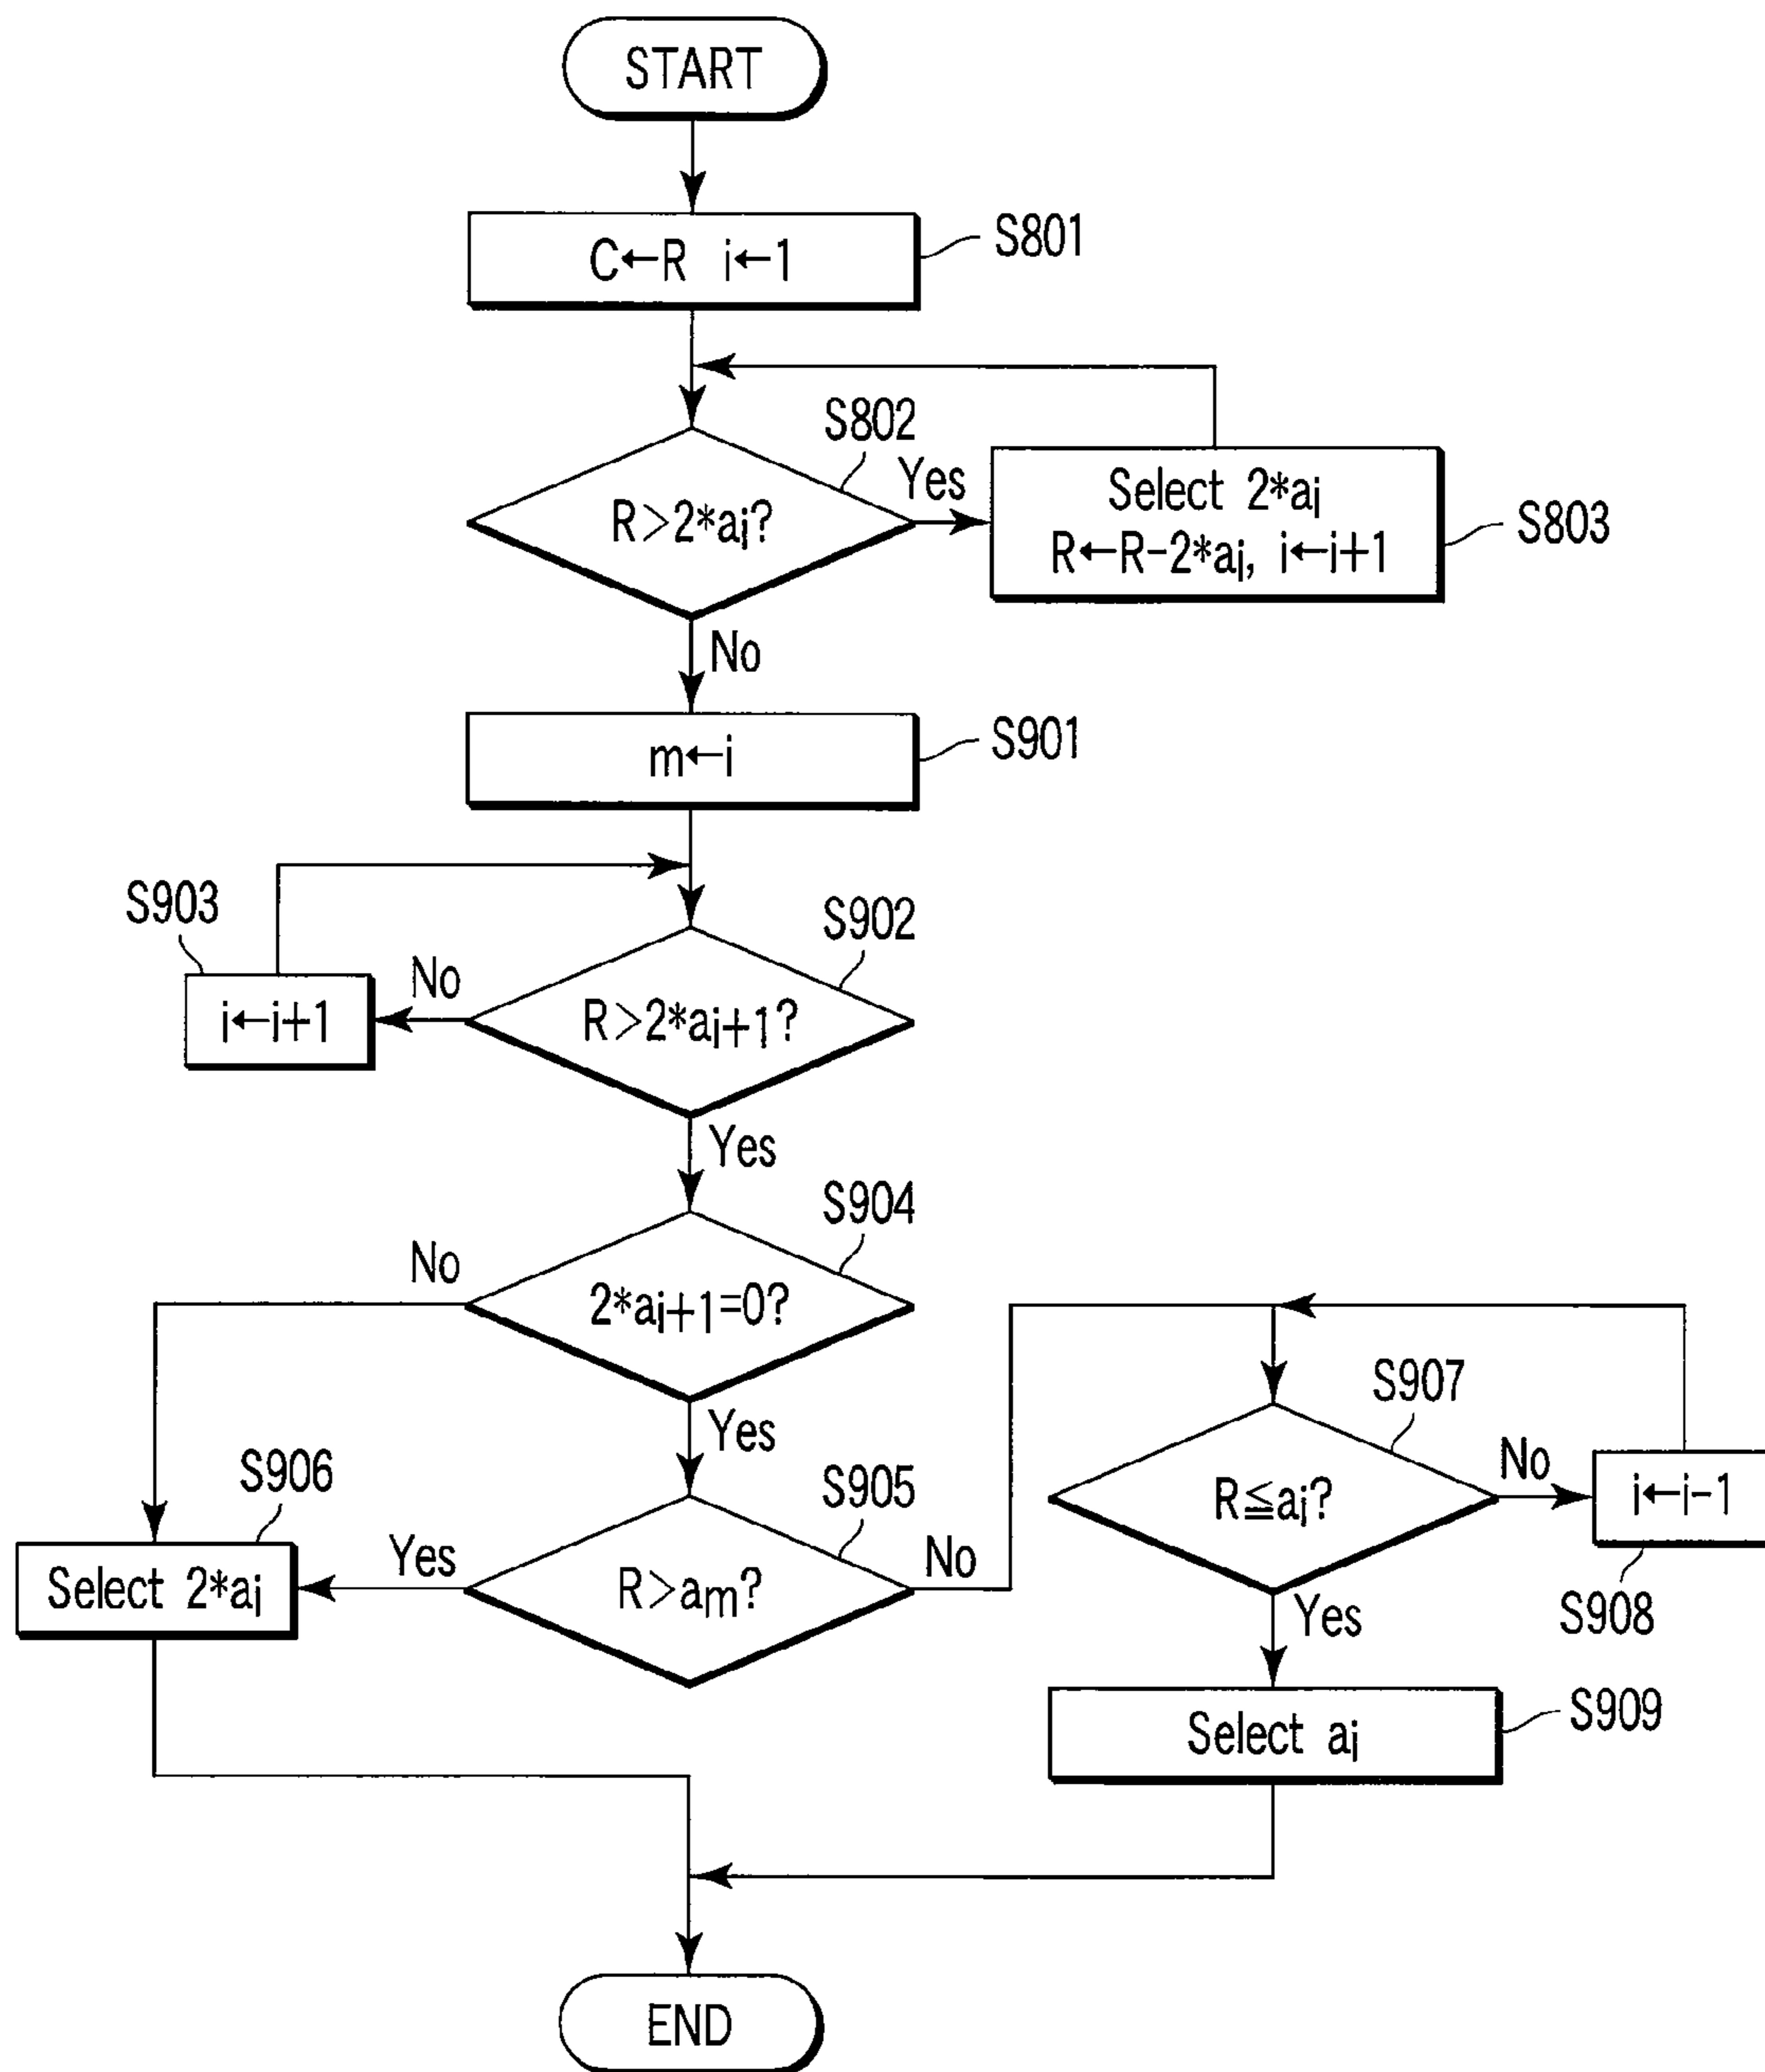 START
C←R i←1
S801
R>2*ai?
S802
Yes
Select 2*ai
R←R-2*ai, i←i+1
S803
No
m←i
S901
S903
i←i+1
No
R>2*ai+1?
S902
Yes
2*ai+1=0?
S904
No
Yes
S906
Select 2*ai
Yes
R>am?
S905
No
R≦ai?
S907
No
i←i-1
S908
Yes
Select ai
S909
END